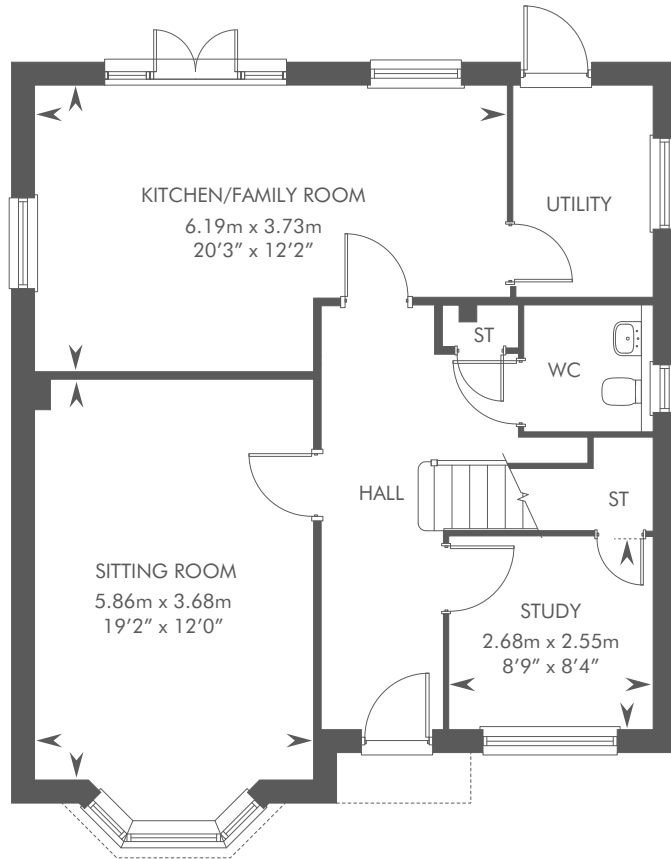 KITCHEN/FAMILY ROOM
6.19m x 3.73m
20’3” x 12’2”
UTILITY
ST
WC
HALL
ST
SITTING ROOM
5.86m x 3.68m
19’2” x 12’0”
STUDY
2.68m x 2.55m
8’9” x 8’4”